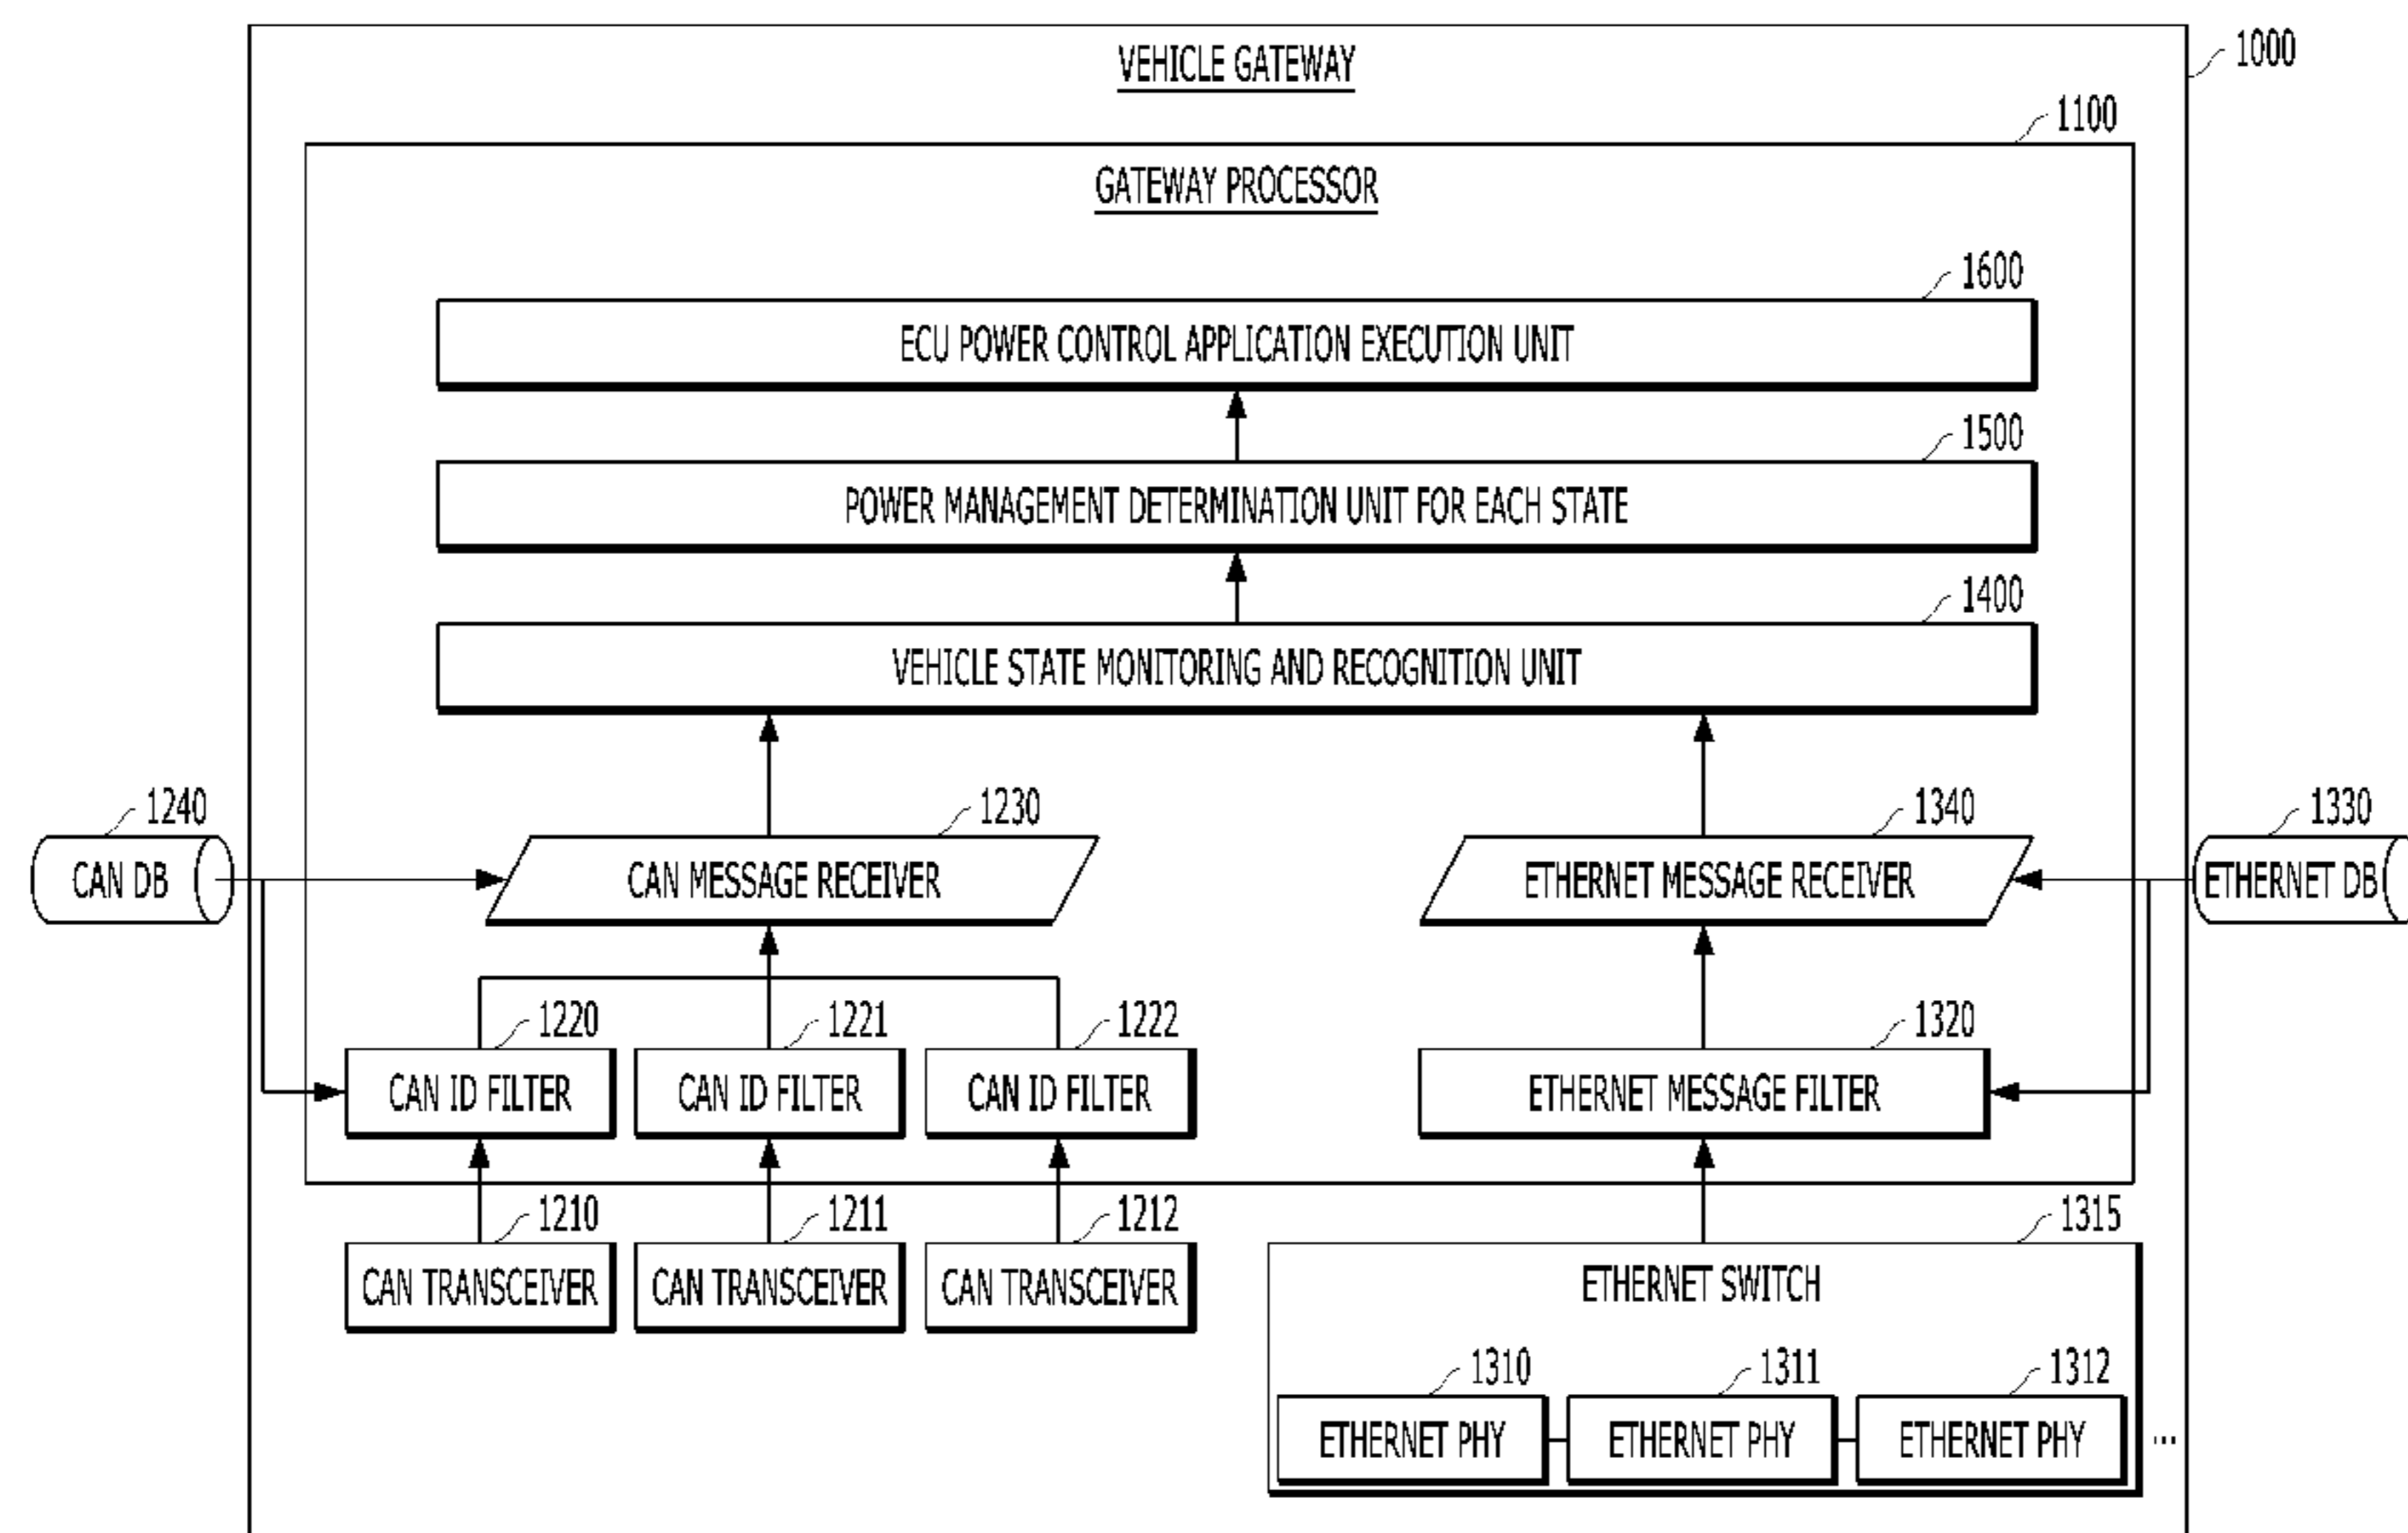 VEHICLE GATEWAY
1000
1100
GATEWAY PROCESSOR
1600
ECU POWER CONTROL APPLICATION EXECUTION UNIT
1500
POWER MANAGEMENT DETERMINATION UNIT FOR EACH STATE
1400
VEHICLE STATE MONITORING AND RECOGNITION UNIT
1240
1230
1340
1330
CAN DB
CAN MESSAGE RECEIVER
ETHERNET MESSAGE RECEIVER
ETHERNET DB
1220
1221
1222
1320
CAN ID FILTER
CAN ID FILTER
CAN ID FILTER
ETHERNET MESSAGE FILTER
1210
1211
1212
1315
CAN TRANSCEIVER
CAN TRANSCEIVER
CAN TRANSCEIVER
ETHERNET SWITCH
1310
1311
1312
ETHERNET PHY
ETHERNET PHY
ETHERNET PHY
...